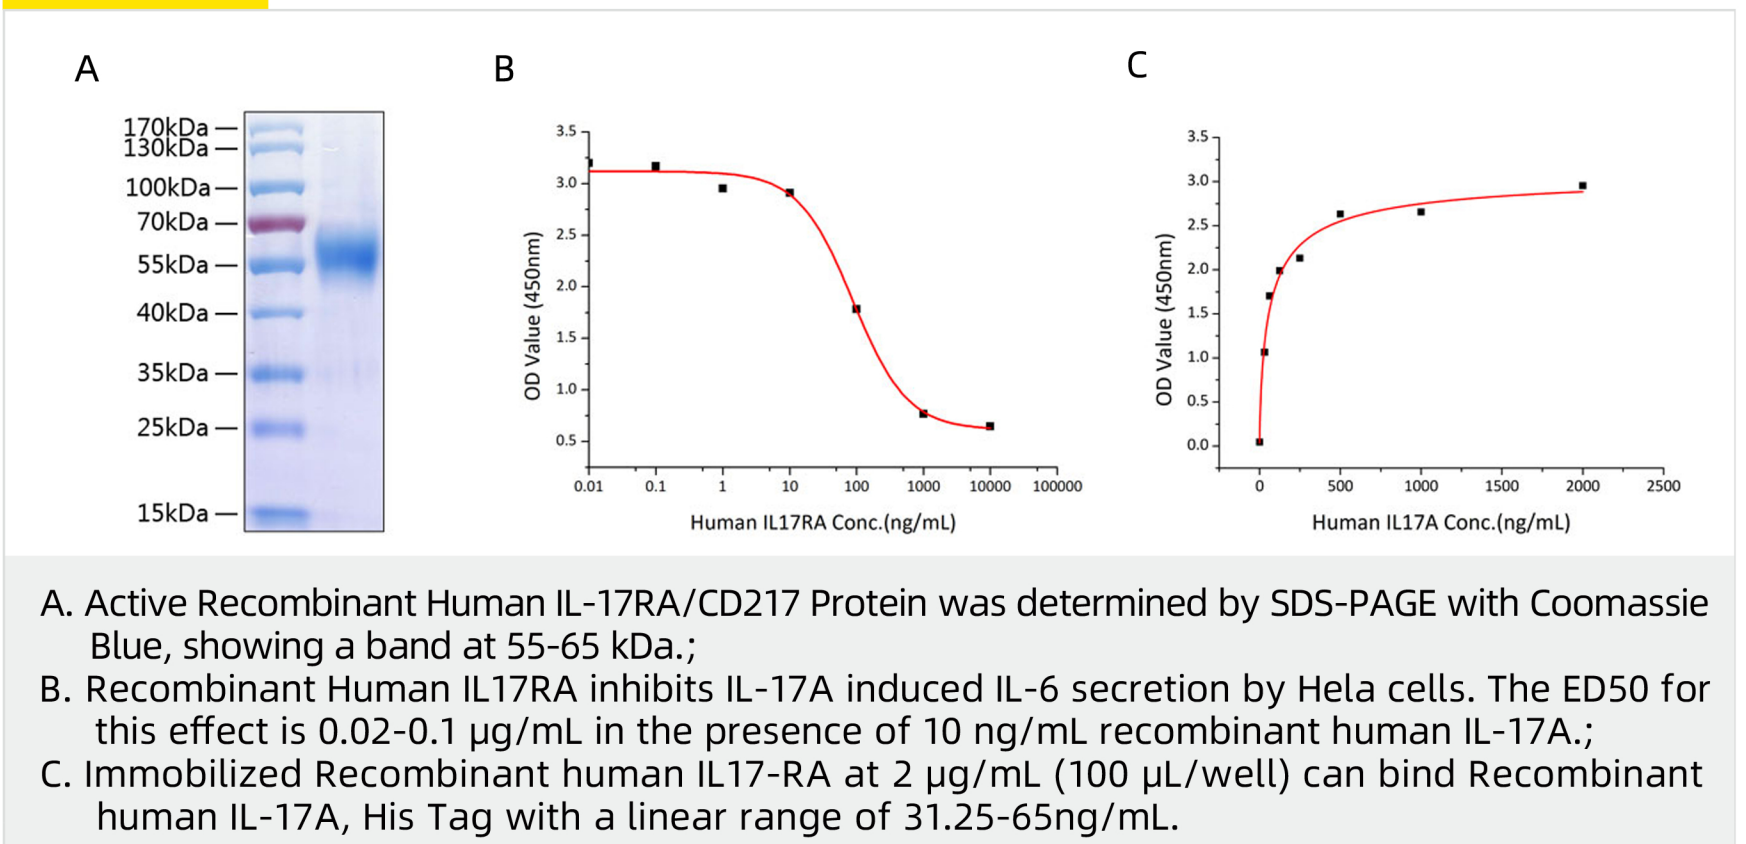 A
B
C
170kDa
130kDa
100kDa
70kDa
55kDa
40kDa
35kDa
25kDa
15kDa
3.5
3.0
2.5
2.0
1.5
1.0
0.5
OD Value (450nm)
0.01 0.1 1 10 100 1000 10000 100000
Human IL17RA Conc.(ng/mL)
3.5
3.0
2.5
2.0
1.5
1.0
0.5
0.0
OD Value (450nm)
0 500 1000 1500 2000 2500
Human IL17A Conc.(ng/mL)
A. Active Recombinant Human IL-17RA/CD217 Protein was determined by SDS-PAGE with Coomassie
Blue, showing a band at 55-65 kDa.;
B. Recombinant Human IL17RA inhibits IL-17A induced IL-6 secretion by Hela cells. The ED50 for
this effect is 0.02-0.1 μg/mL in the presence of 10 ng/mL recombinant human IL-17A.;
C. Immobilized Recombinant human IL17-RA at 2 μg/mL (100 μL/well) can bind Recombinant
human IL-17A, His Tag with a linear range of 31.25-65ng/mL.